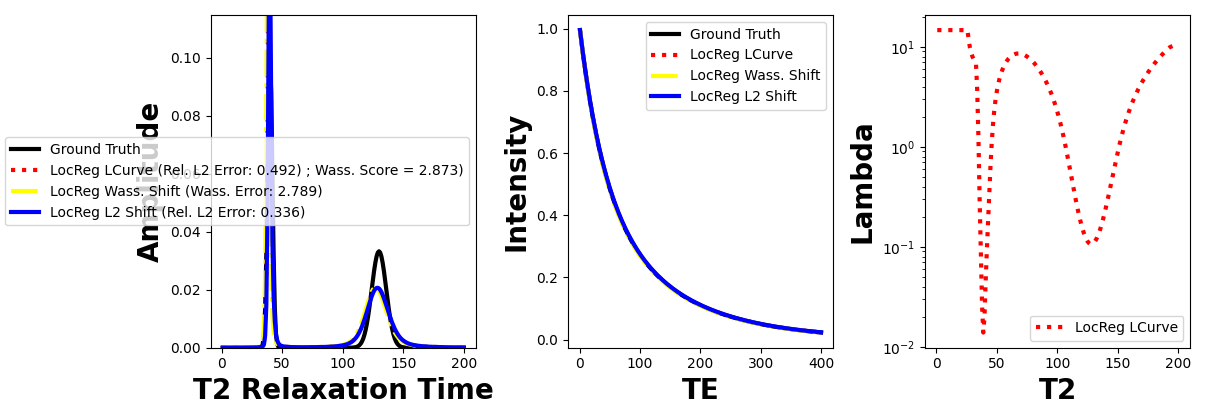 Amplitude
0.10
0.08
0.06
0.04
0.02
0.00
Ground Truth
LocReg LCurve (Rel. L2 Error: 0.492) ; Wass. Score = 2.873)
LocReg Wass. Shift (Wass. Error: 2.789)
LocReg L2 Shift (Rel. L2 Error: 0.336)
0 50 100 150 200
T2 Relaxation Time
Intensity
1.0
0.8
0.6
0.4
0.2
0.0
Ground Truth
LocReg LCurve
LocReg Wass. Shift
LocReg L2 Shift
0 100 200 300 400
TE
Lambda
10¹
10⁰
10⁻¹
10⁻²
LocReg LCurve
0 50 100 150 200
T2